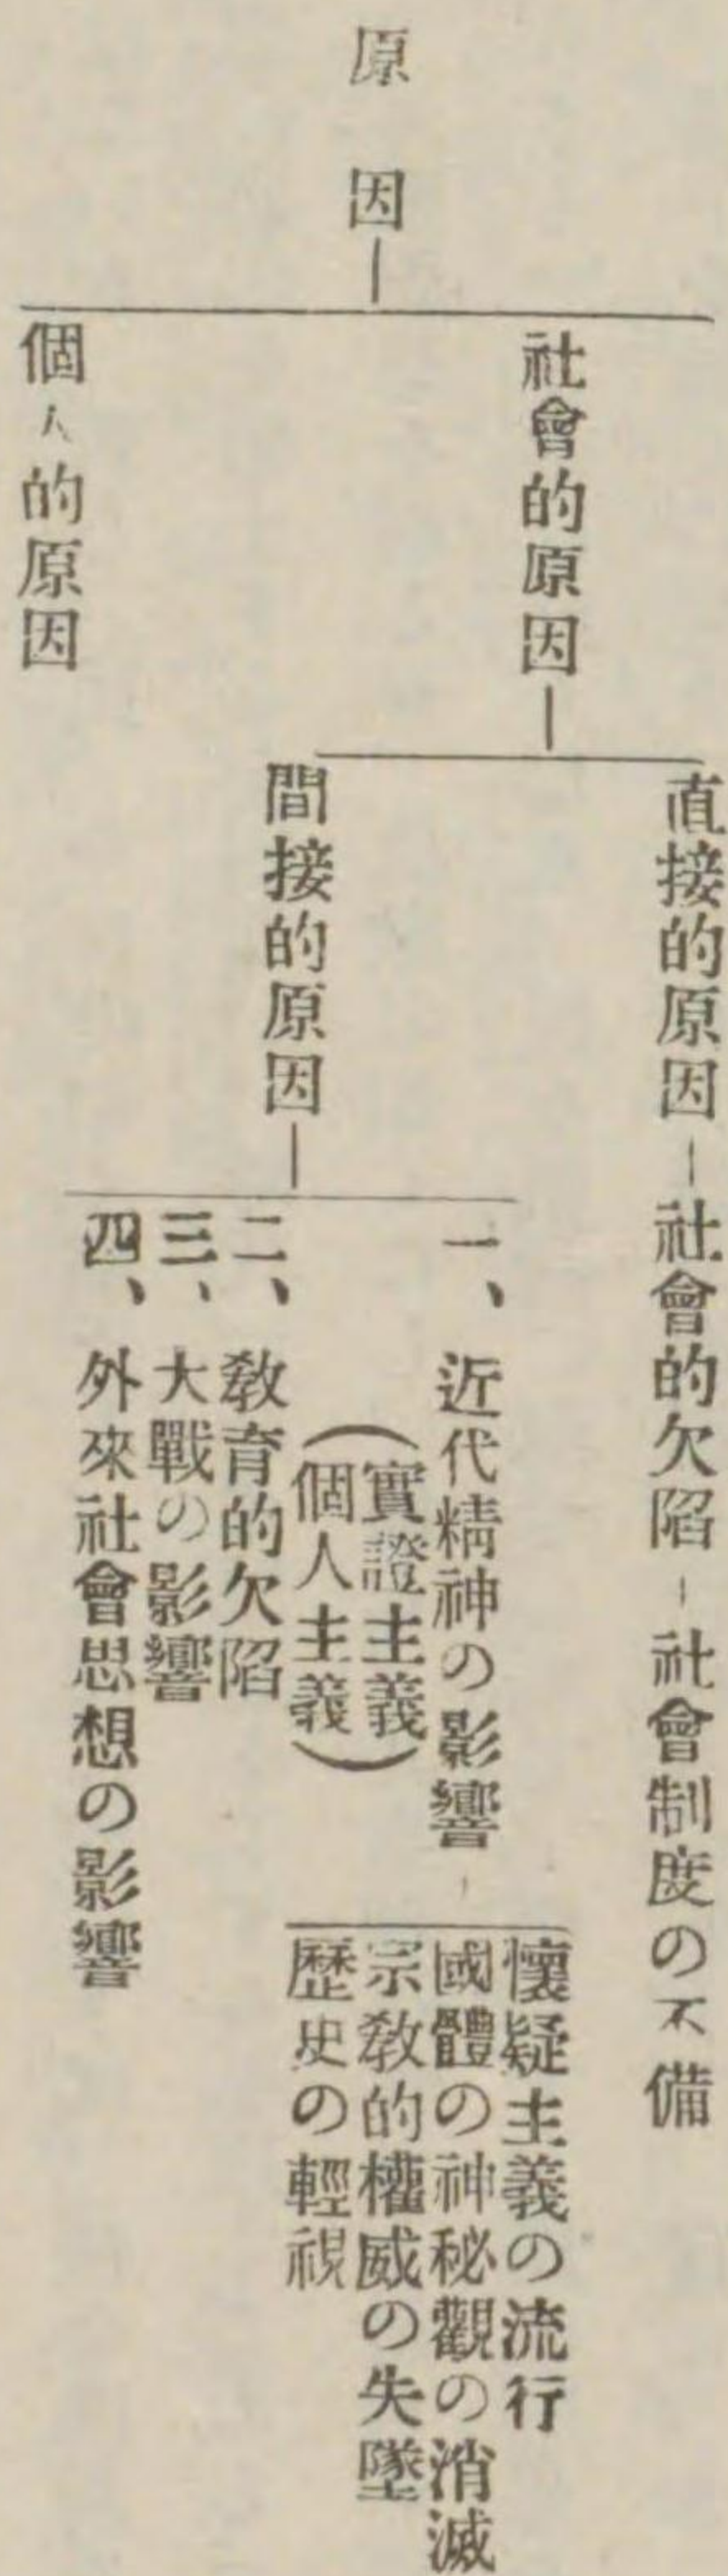 原因
社會的原因
直接的原因－社會的欠陷－社會制度の不備
間接的原因
一、近代精神の影響
（實證主義
個人主義）
懷疑主義の流行
國體の神秘觀の消滅
宗敎的權威の失墜
歷史の輕視
二、敎育的欠陷
三、大戰の影響
四、外來社會思想の影響
個人的原因